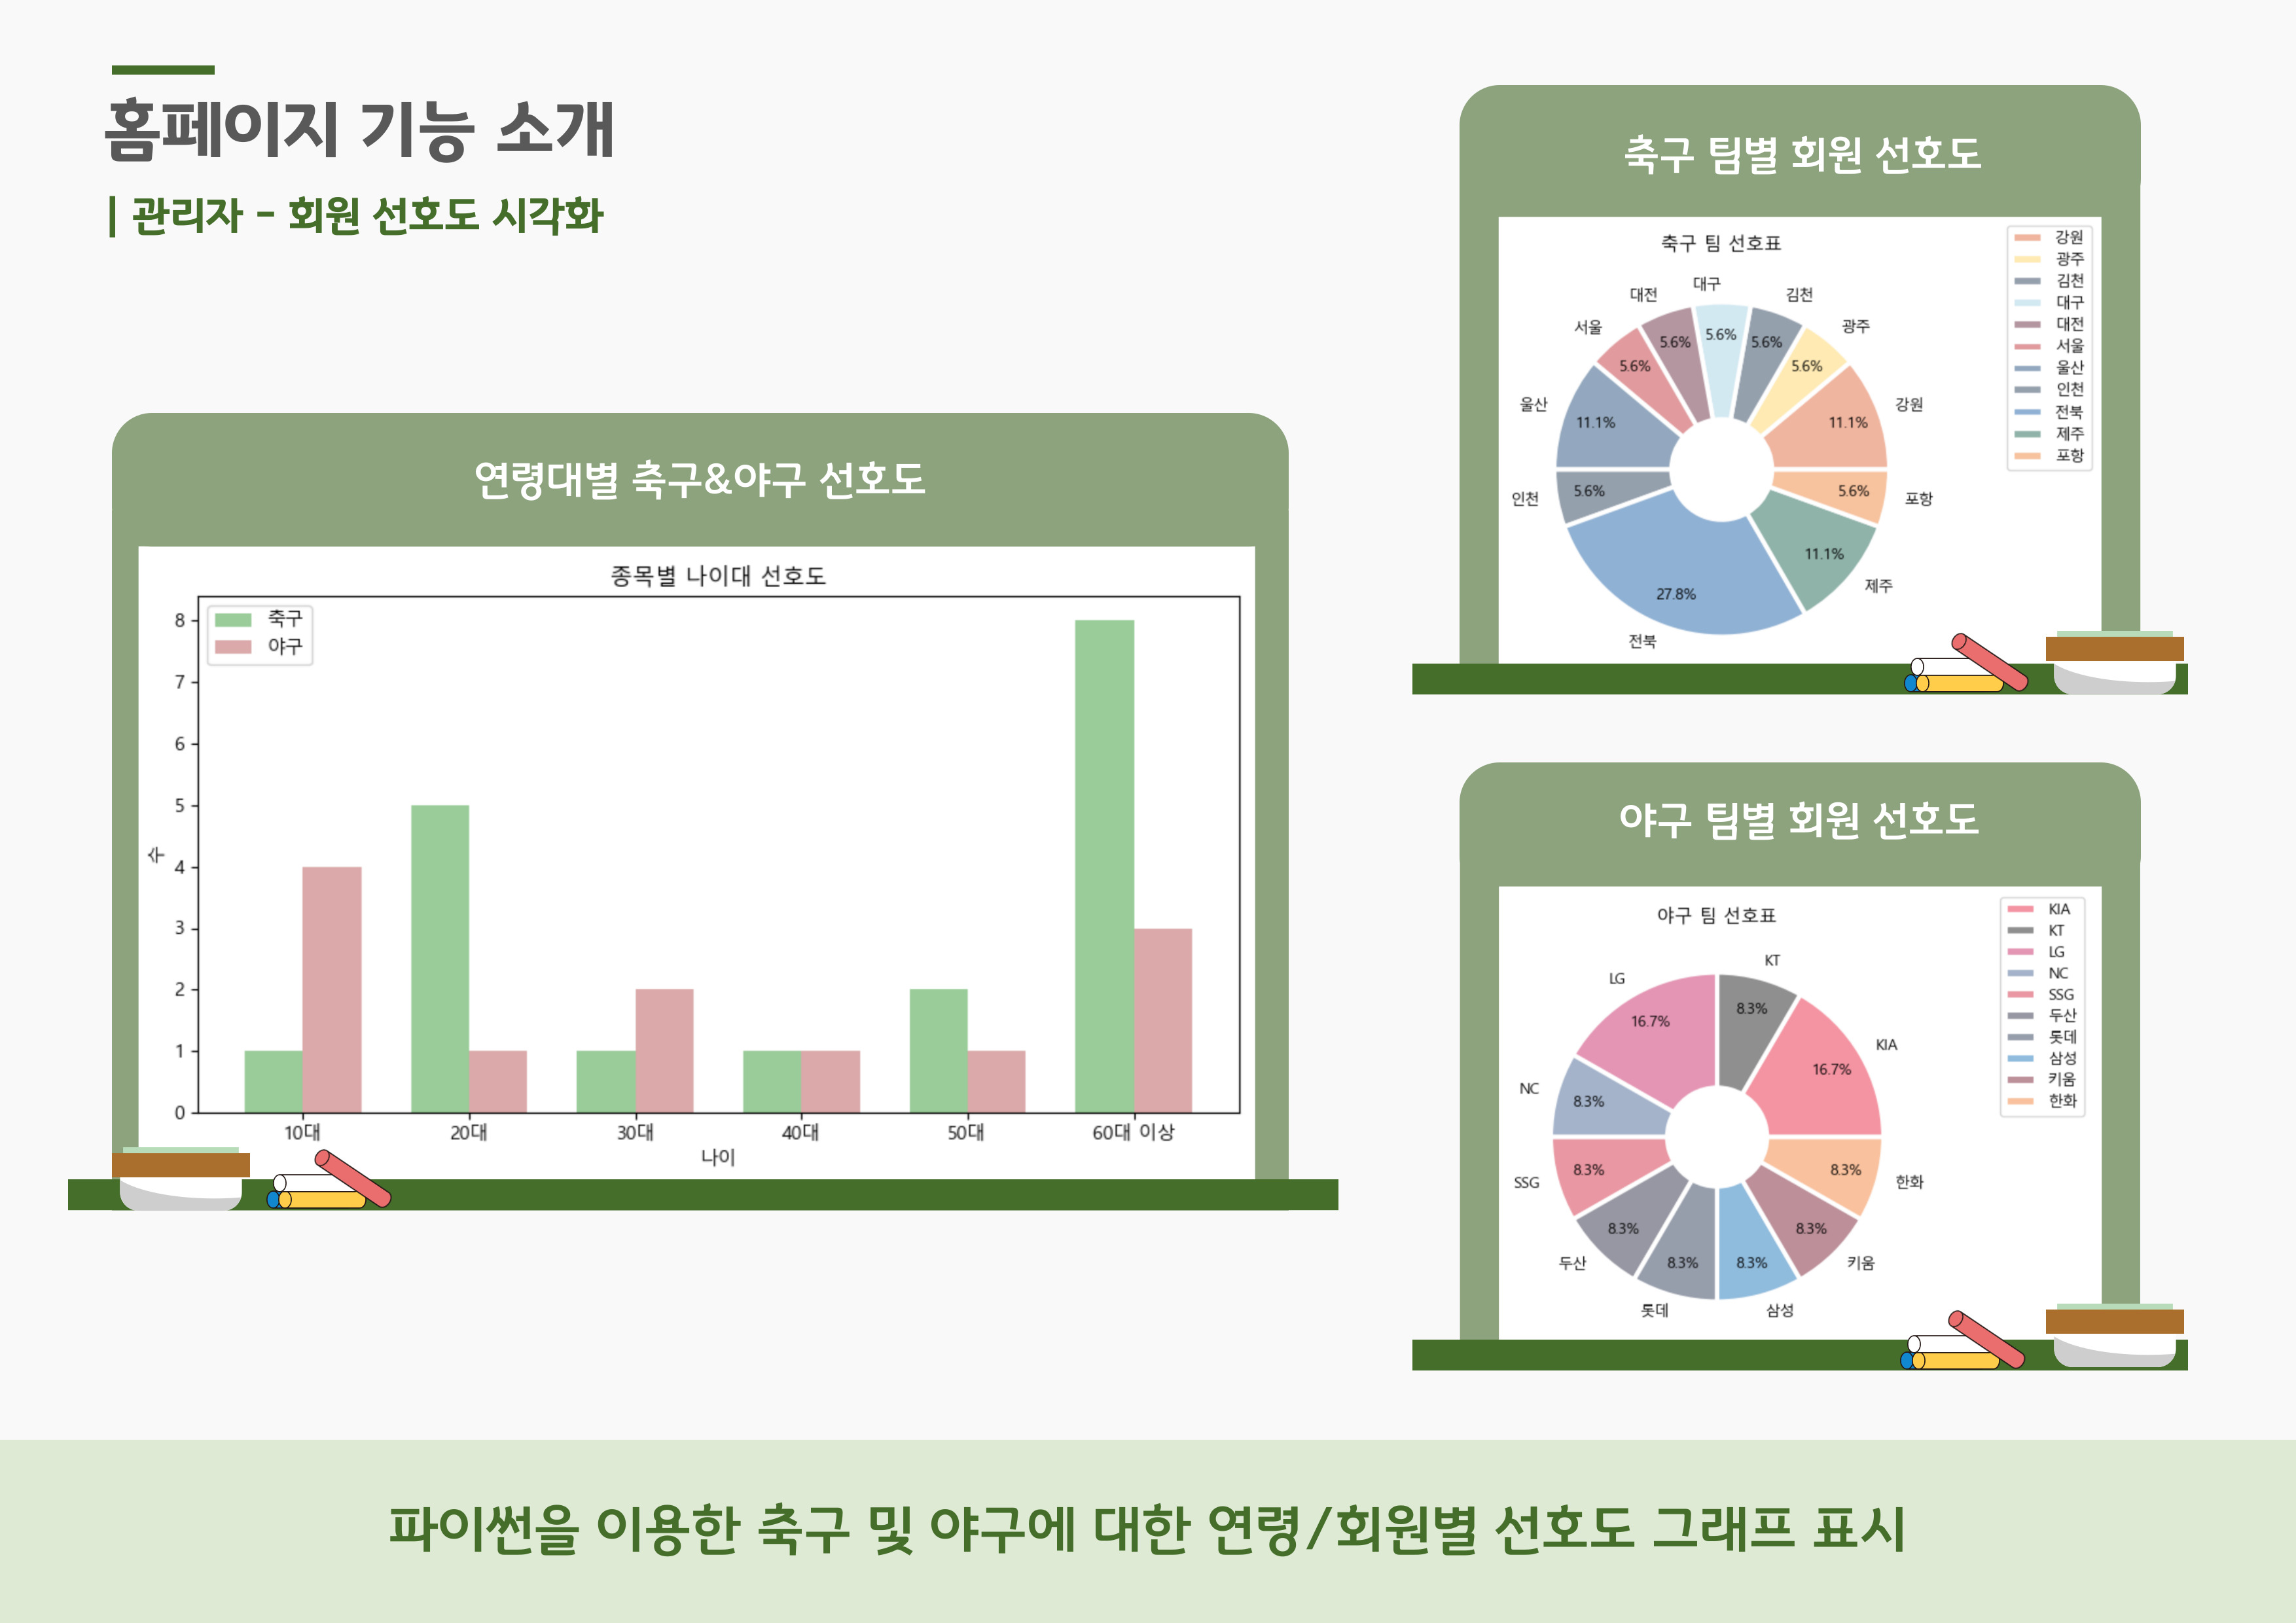 홈페이지 기능 소개
| 관리자 - 회원 선호도 시각화
연령대별 축구&야구 선호도
종목별 나이대 선호도
축구
야구
수
8
7
6
5
4
3
2
1
0
10대
20대
30대
40대
50대
60대 이상
나이
축구 팀별 회원 선호도
축구 팀 선호표
강원
광주
김천
대구
대전
서울
울산
인천
전북
제주
포항
대구
대전
김천
서울
광주
울산
강원
인천
포항
제주
전북
5.6%
5.6%
5.6%
5.6%
5.6%
11.1%
11.1%
5.6%
5.6%
11.1%
27.8%
야구 팀별 회원 선호도
야구 팀 선호표
KIA
KT
LG
NC
SSG
두산
롯데
삼성
키움
한화
KT
LG
KIA
NC
SSG
한화
두산
키움
롯데
삼성
8.3%
16.7%
16.7%
8.3%
8.3%
8.3%
8.3%
8.3%
8.3%
8.3%
파이썬을 이용한 축구 및 야구에 대한 연령/회원별 선호도 그래프 표시